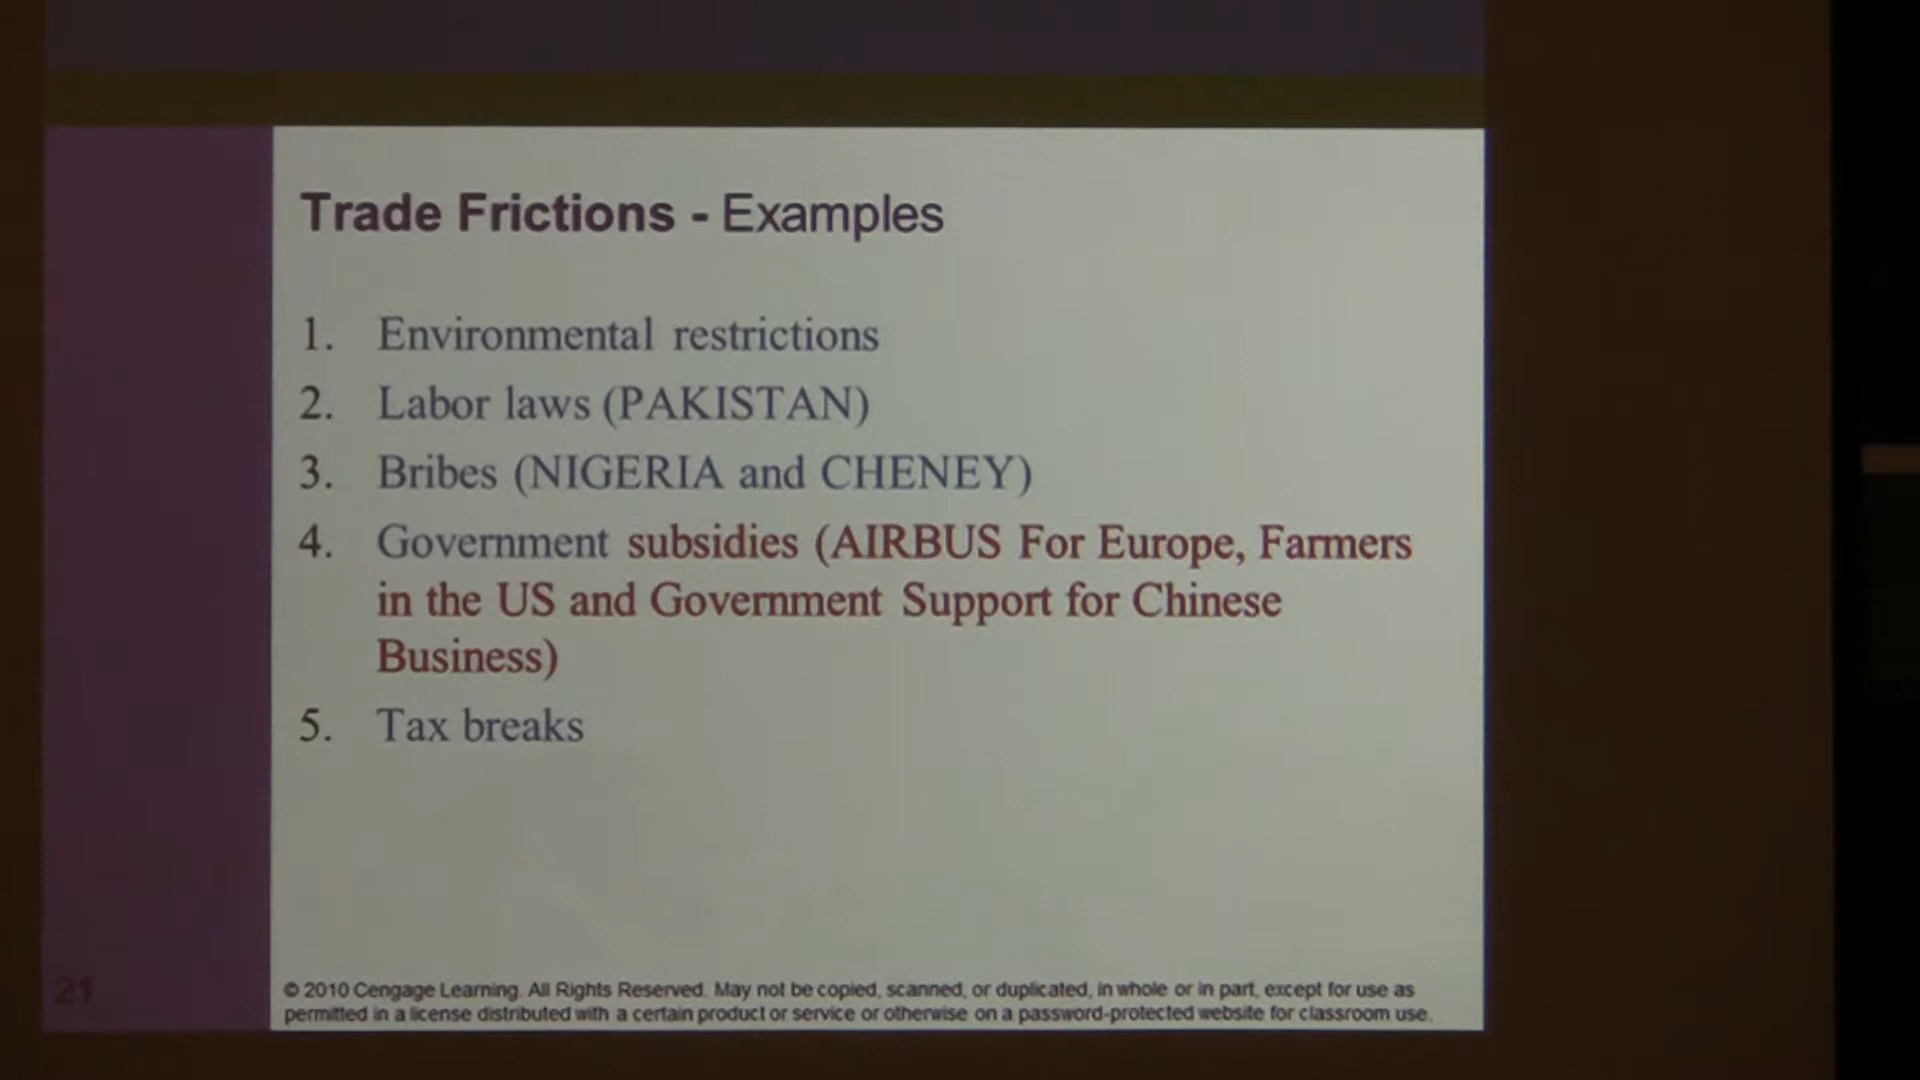 Trade Frictions - Examples
1. Environmental restrictions
2. Labor laws (PAKISTAN)
3. Bribes (NIGERIA and CHENEY)
4. Government subsidies (AIRBUS For Europe, Farmers
in the US and Government Support for Chinese
Business)
5. Tax breaks
21
© 2010 Cengage Learning. All Rights Reserved. May not be copied, scanned, or duplicated, in whole or in part, except for use as
permitted in a license distributed with a certain product or service or otherwise on a password-protected website for classroom use.